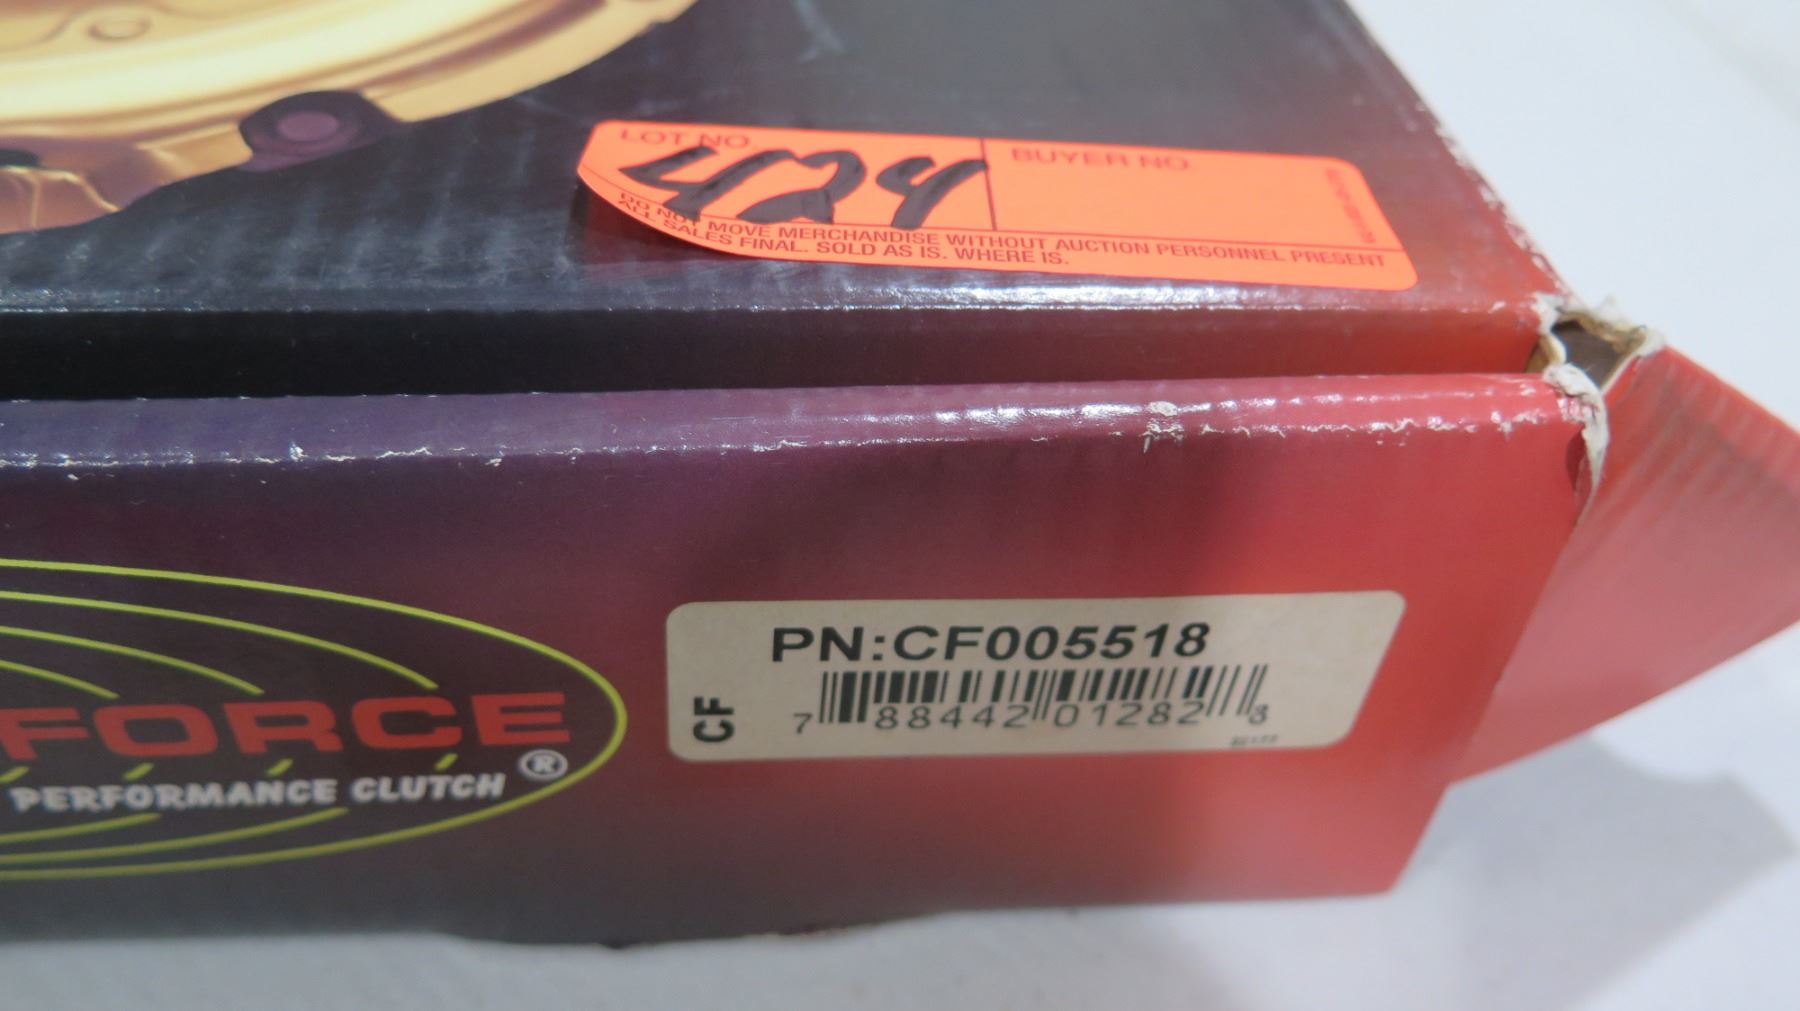 LOT NO.
BUYER NO.
424
DO NOT MOVE MERCHANDISE WITHOUT AUCTION PERSONNEL PRESENT
ALL SALES FINAL. SOLD AS IS. WHERE IS.
PN:CF005518
CF
7 88442 01282 3
FORCE
PERFORMANCE CLUTCH ®